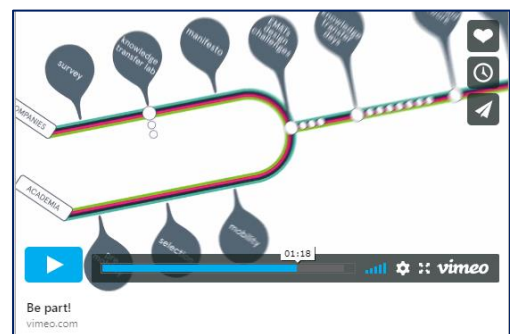 survey
knowledge
transfer lab
manifesto
EMSTs
design
challenges
knowledge
transfer
days
COMPANIES
ACADEMIA
selection
mobility
01:18
vimeo
Be part!
vimeo.com